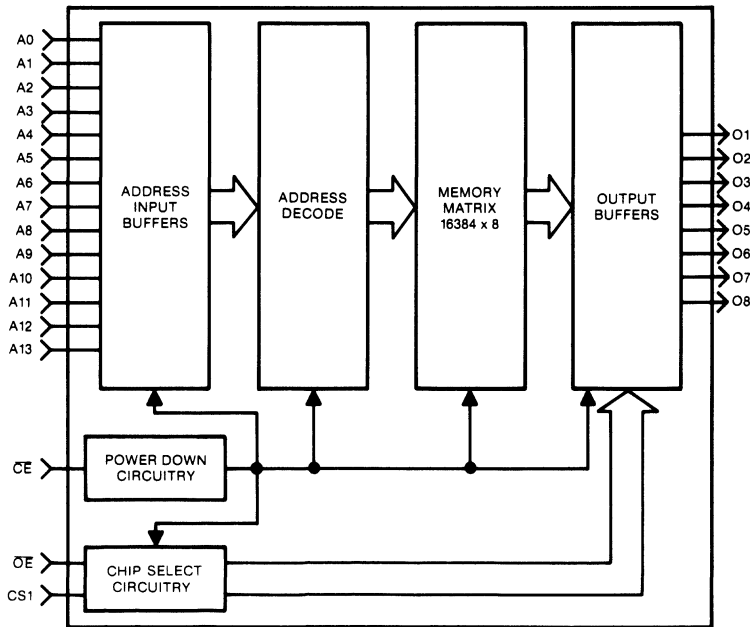 A0
A1
A2
A3
A4
A5
A6
A7
A8
A9
A10
A11
A12
A13
ADDRESS
INPUT
BUFFERS
ADDRESS
DECODE
MEMORY
MATRIX
16384 x 8
OUTPUT
BUFFERS
O1
O2
O3
O4
O5
O6
O7
O8
CE
POWER DOWN
CIRCUITRY
OE
CS1
CHIP SELECT
CIRCUITRY